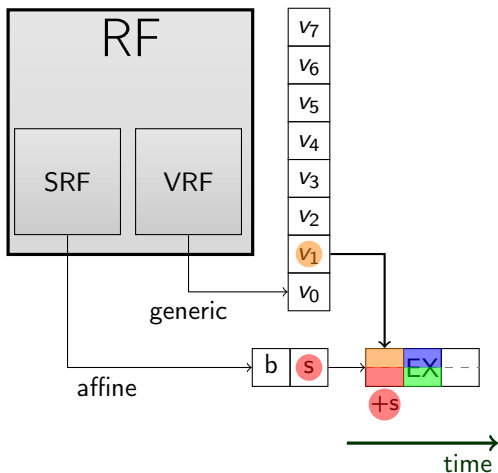 RF
SRF
VRF
v7
v6
v5
v4
v3
v2
v1
v0
generic
affine
b
s
EX
+s
time